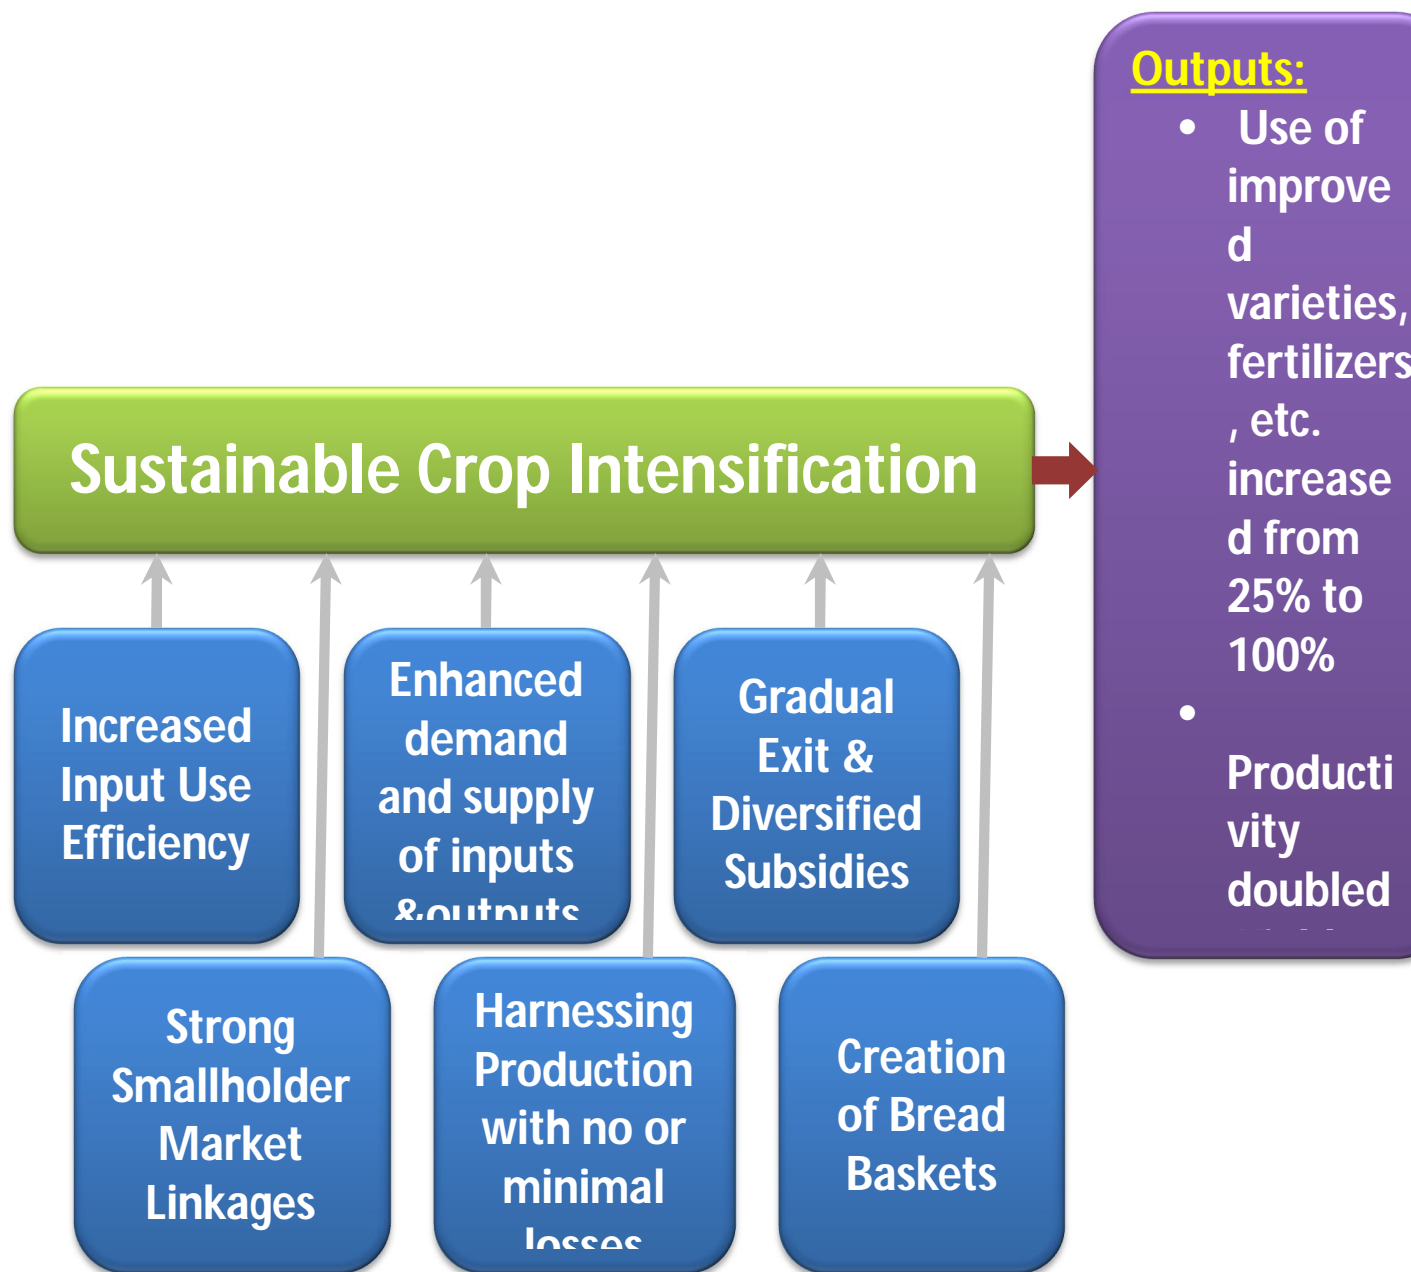 Outputs:
• Use of
improve
d
varieties,
fertilizers
, etc.
increase
d from
25% to
100%
•
Producti
vity
doubled
Sustainable Crop Intensification
Increased
Input Use
Efficiency
Enhanced
demand
and supply
of inputs
&outputs
Gradual
Exit &
Diversified
Subsidies
Strong
Smallholder
Market
Linkages
Harnessing
Production
with no or
minimal
losses
Creation
of Bread
Baskets